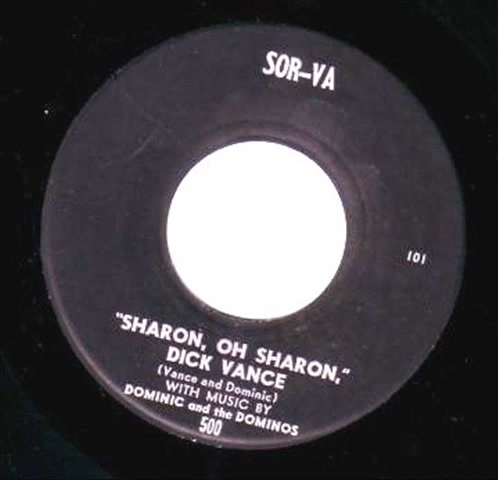 SOR-VA
101
"SHARON, OH SHARON,"
DICK VANCE
(Vance and Dominic)
WITH MUSIC BY
DOMINIC and the DOMINOS
500